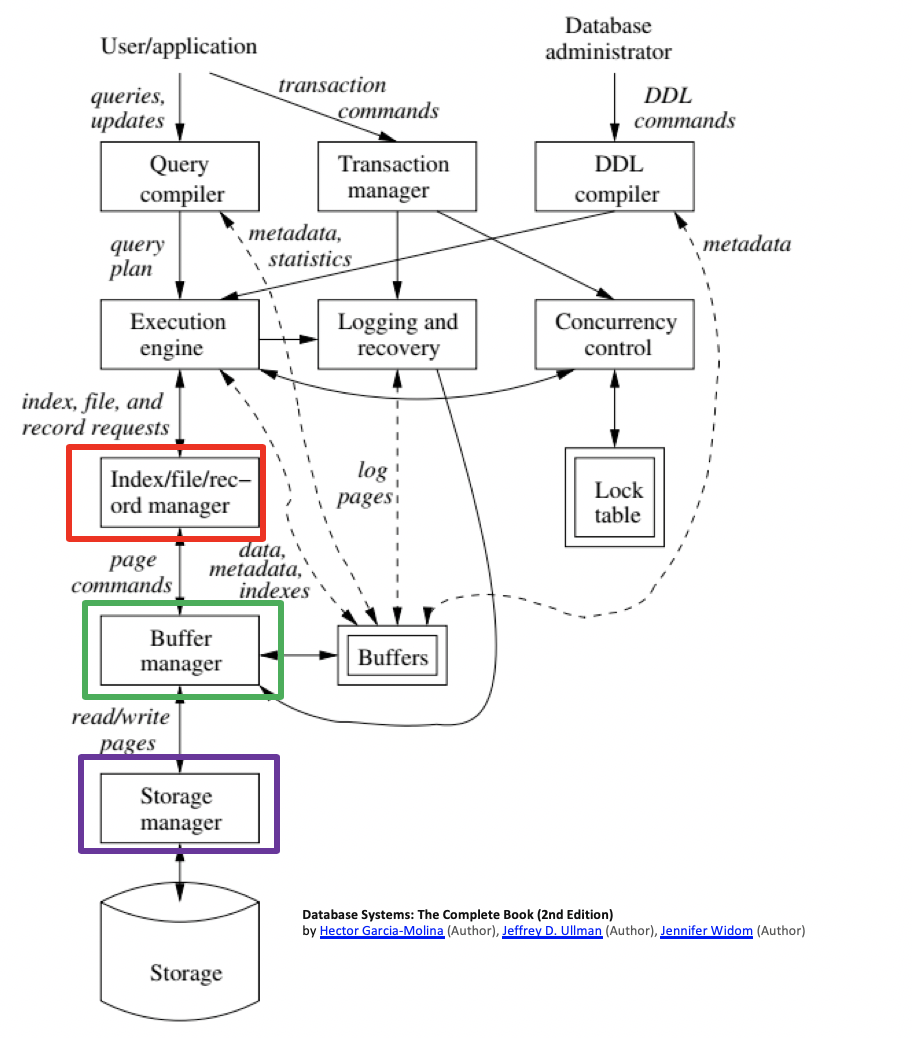 User/application
Database
administrator
queries,
updates
transaction
commands
DDL
commands
Query
compiler
Transaction
manager
DDL
compiler
query
plan
metadata,
statistics
metadata
Execution
engine
Logging and
recovery
Concurrency
control
index, file, and
record requests
Index/file/rec–
ord manager
log
pages
Lock
table
page
commands
data,
metadata,
indexes
Buffer
manager
Buffers
read/write
pages
Storage
manager
Storage
Database Systems: The Complete Book (2nd Edition)
by Hector Garcia-Molina (Author), Jeffrey D. Ullman (Author), Jennifer Widom (Author)